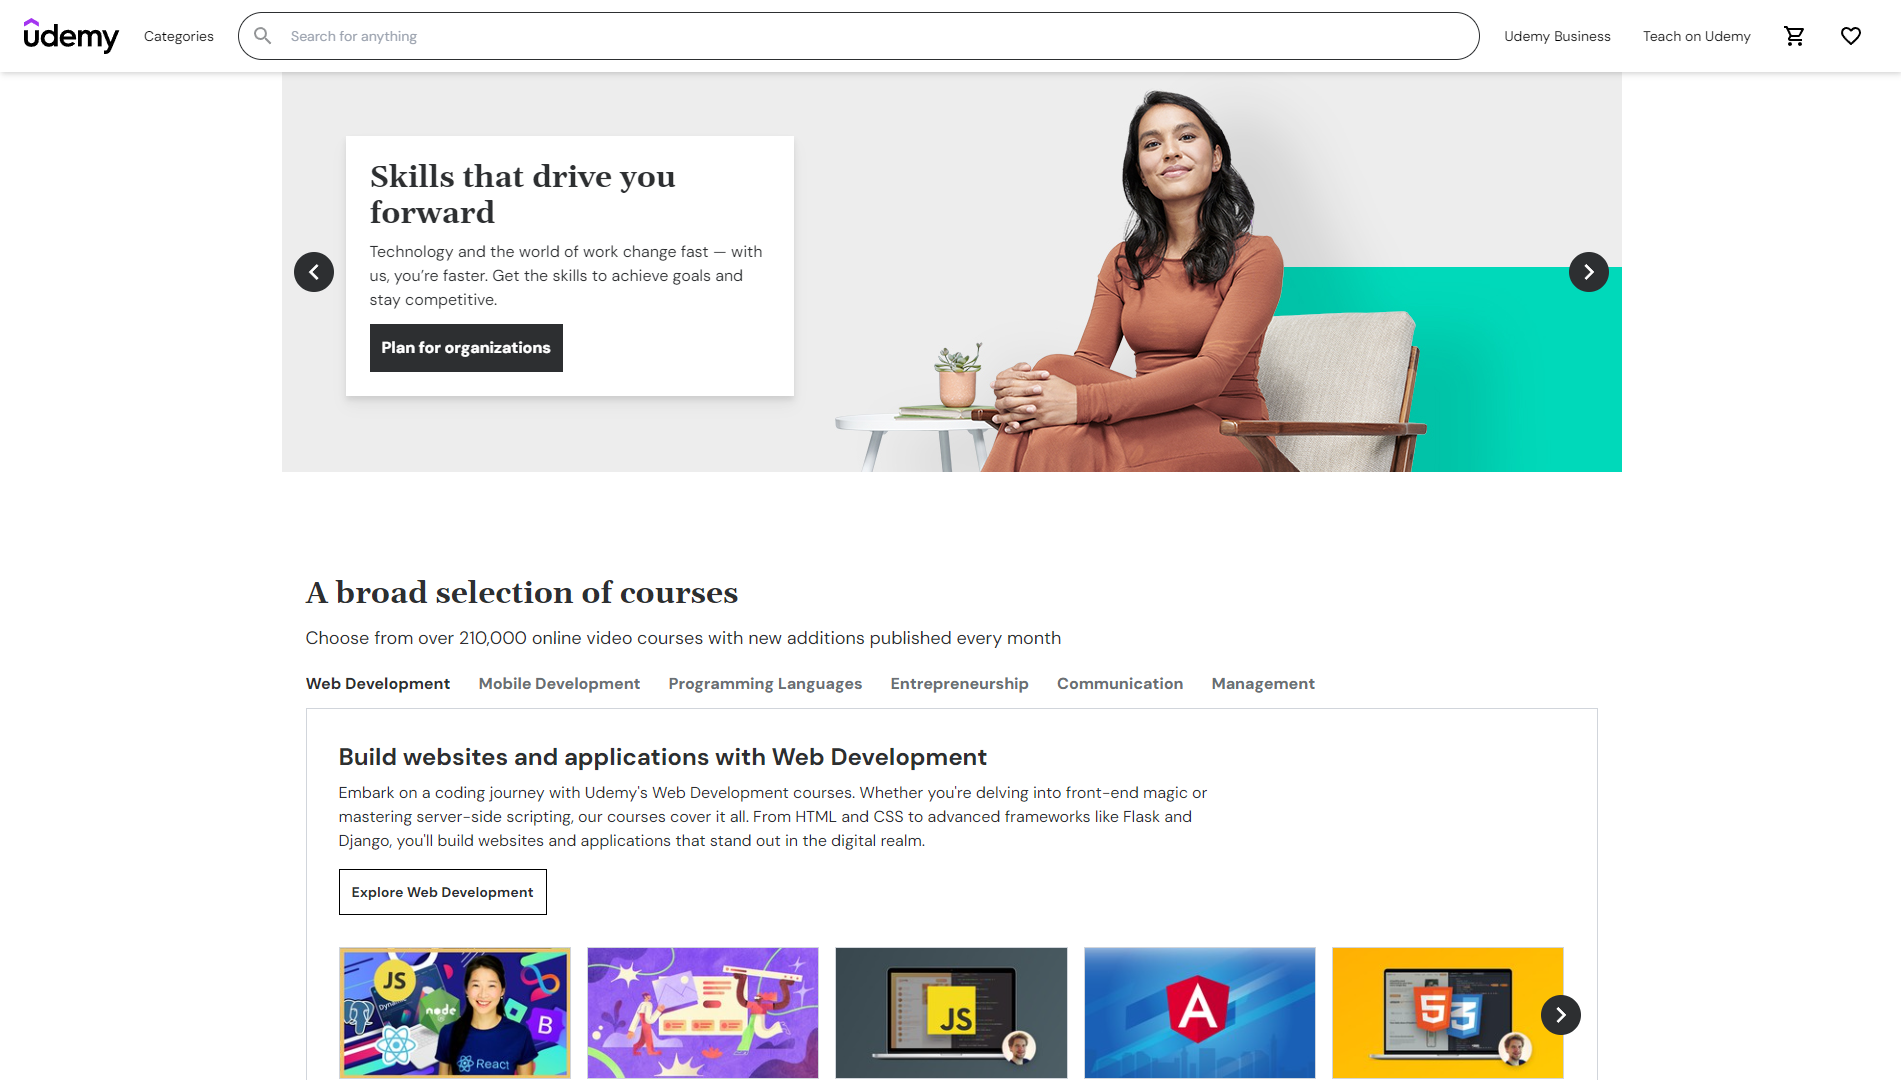 udemy
Categories
Search for anything
Udemy Business
Teach on Udemy
Skills that drive you
forward
Technology and the world of work change fast — with
us, you’re faster. Get the skills to achieve goals and
stay competitive.
Plan for organizations
A broad selection of courses
Choose from over 210,000 online video courses with new additions published every month
Web Development
Mobile Development
Programming Languages
Entrepreneurship
Communication
Management
Build websites and applications with Web Development
Embark on a coding journey with Udemy's Web Development courses. Whether you're delving into front-end magic or
mastering server-side scripting, our courses cover it all. From HTML and CSS to advanced frameworks like Flask and
Django, you'll build websites and applications that stand out in the digital realm.
Explore Web Development
JS
node
B
React
JS
A
5
3